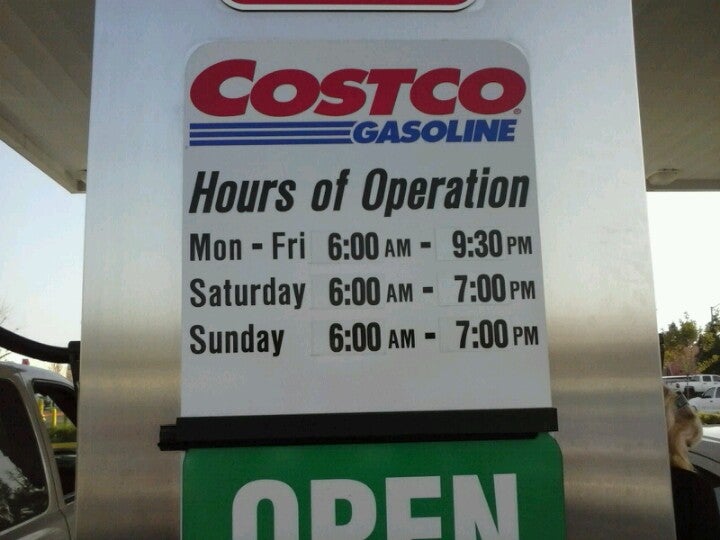 COSTCO
GASOLINE
Hours of Operation
Mon - Fri 6:00 AM - 9:30 PM
Saturday 6:00 AM - 7:00 PM
Sunday 6:00 AM - 7:00 PM
OPEN